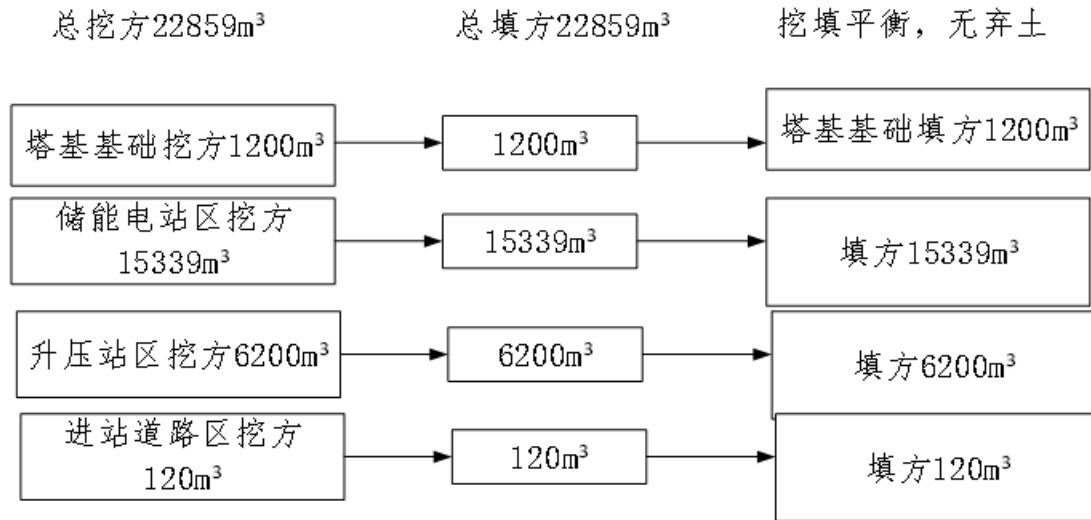 总挖方22859m³
总填方22859m³
挖填平衡，无弃土
塔基基础挖方1200m³
1200m³
塔基基础填方1200m³
储能电站区挖方
15339m³
15339m³
填方15339m³
升压站区挖方6200m³
6200m³
填方6200m³
进站道路区挖方
120m³
120m³
填方120m³